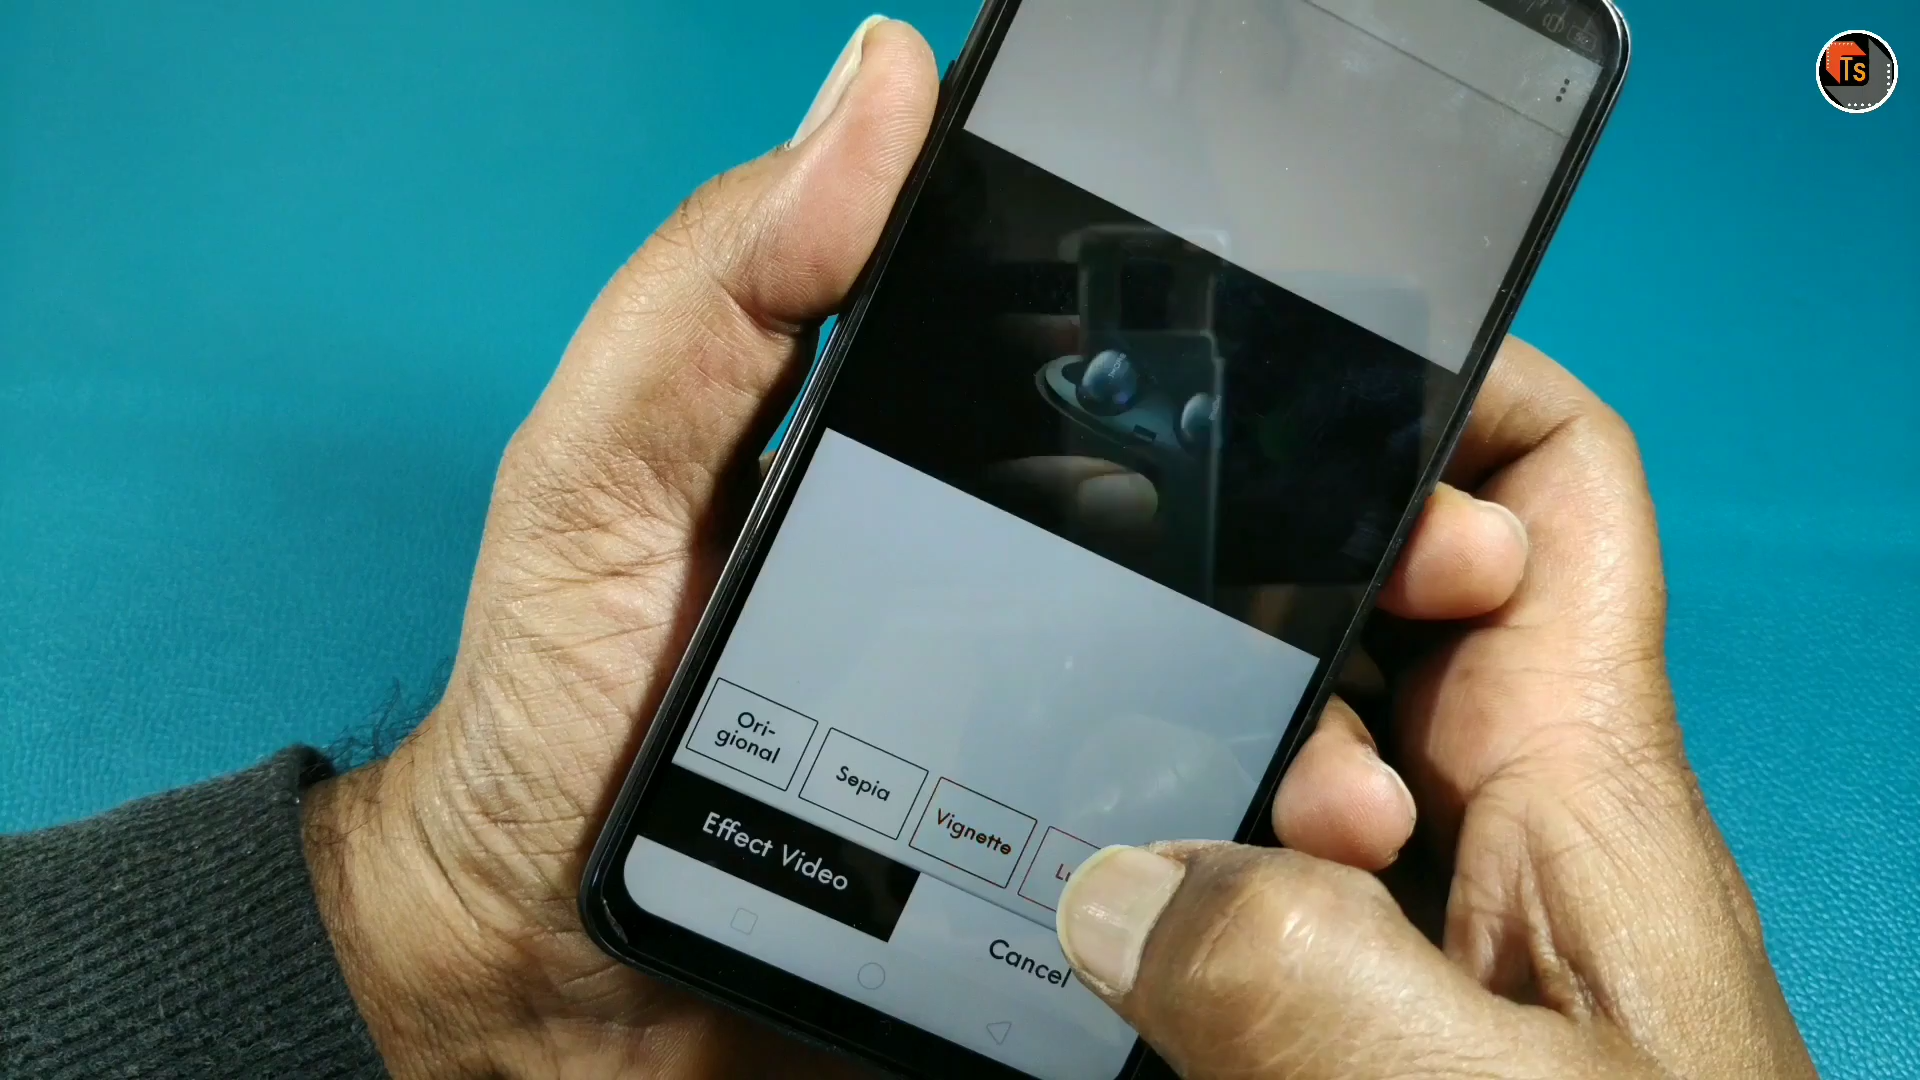 Ts
Ori-
gional
Sepia
Vignette
Effect Video
Cancel